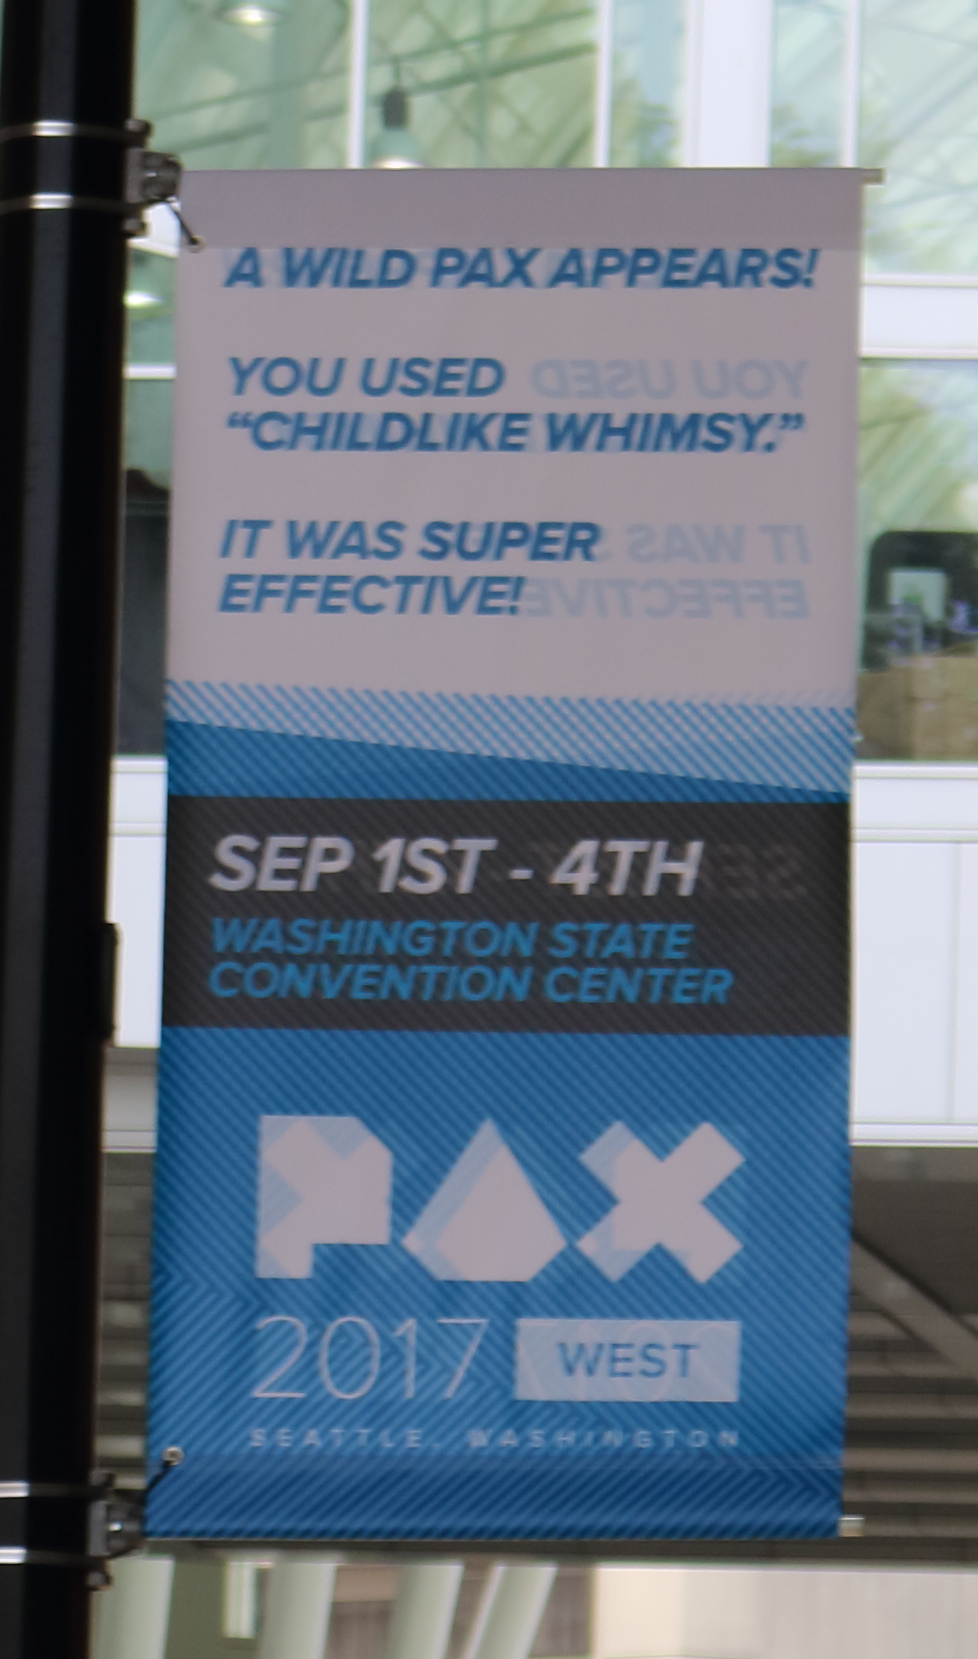 A WILD PAX APPEARS!
YOU USED
“CHILDLIKE WHIMSY.”
IT WAS SUPER
EFFECTIVE!
SEP 1ST - 4TH
WASHINGTON STATE
CONVENTION CENTER
PAX
2017 WEST
SEATTLE, WASHINGTON